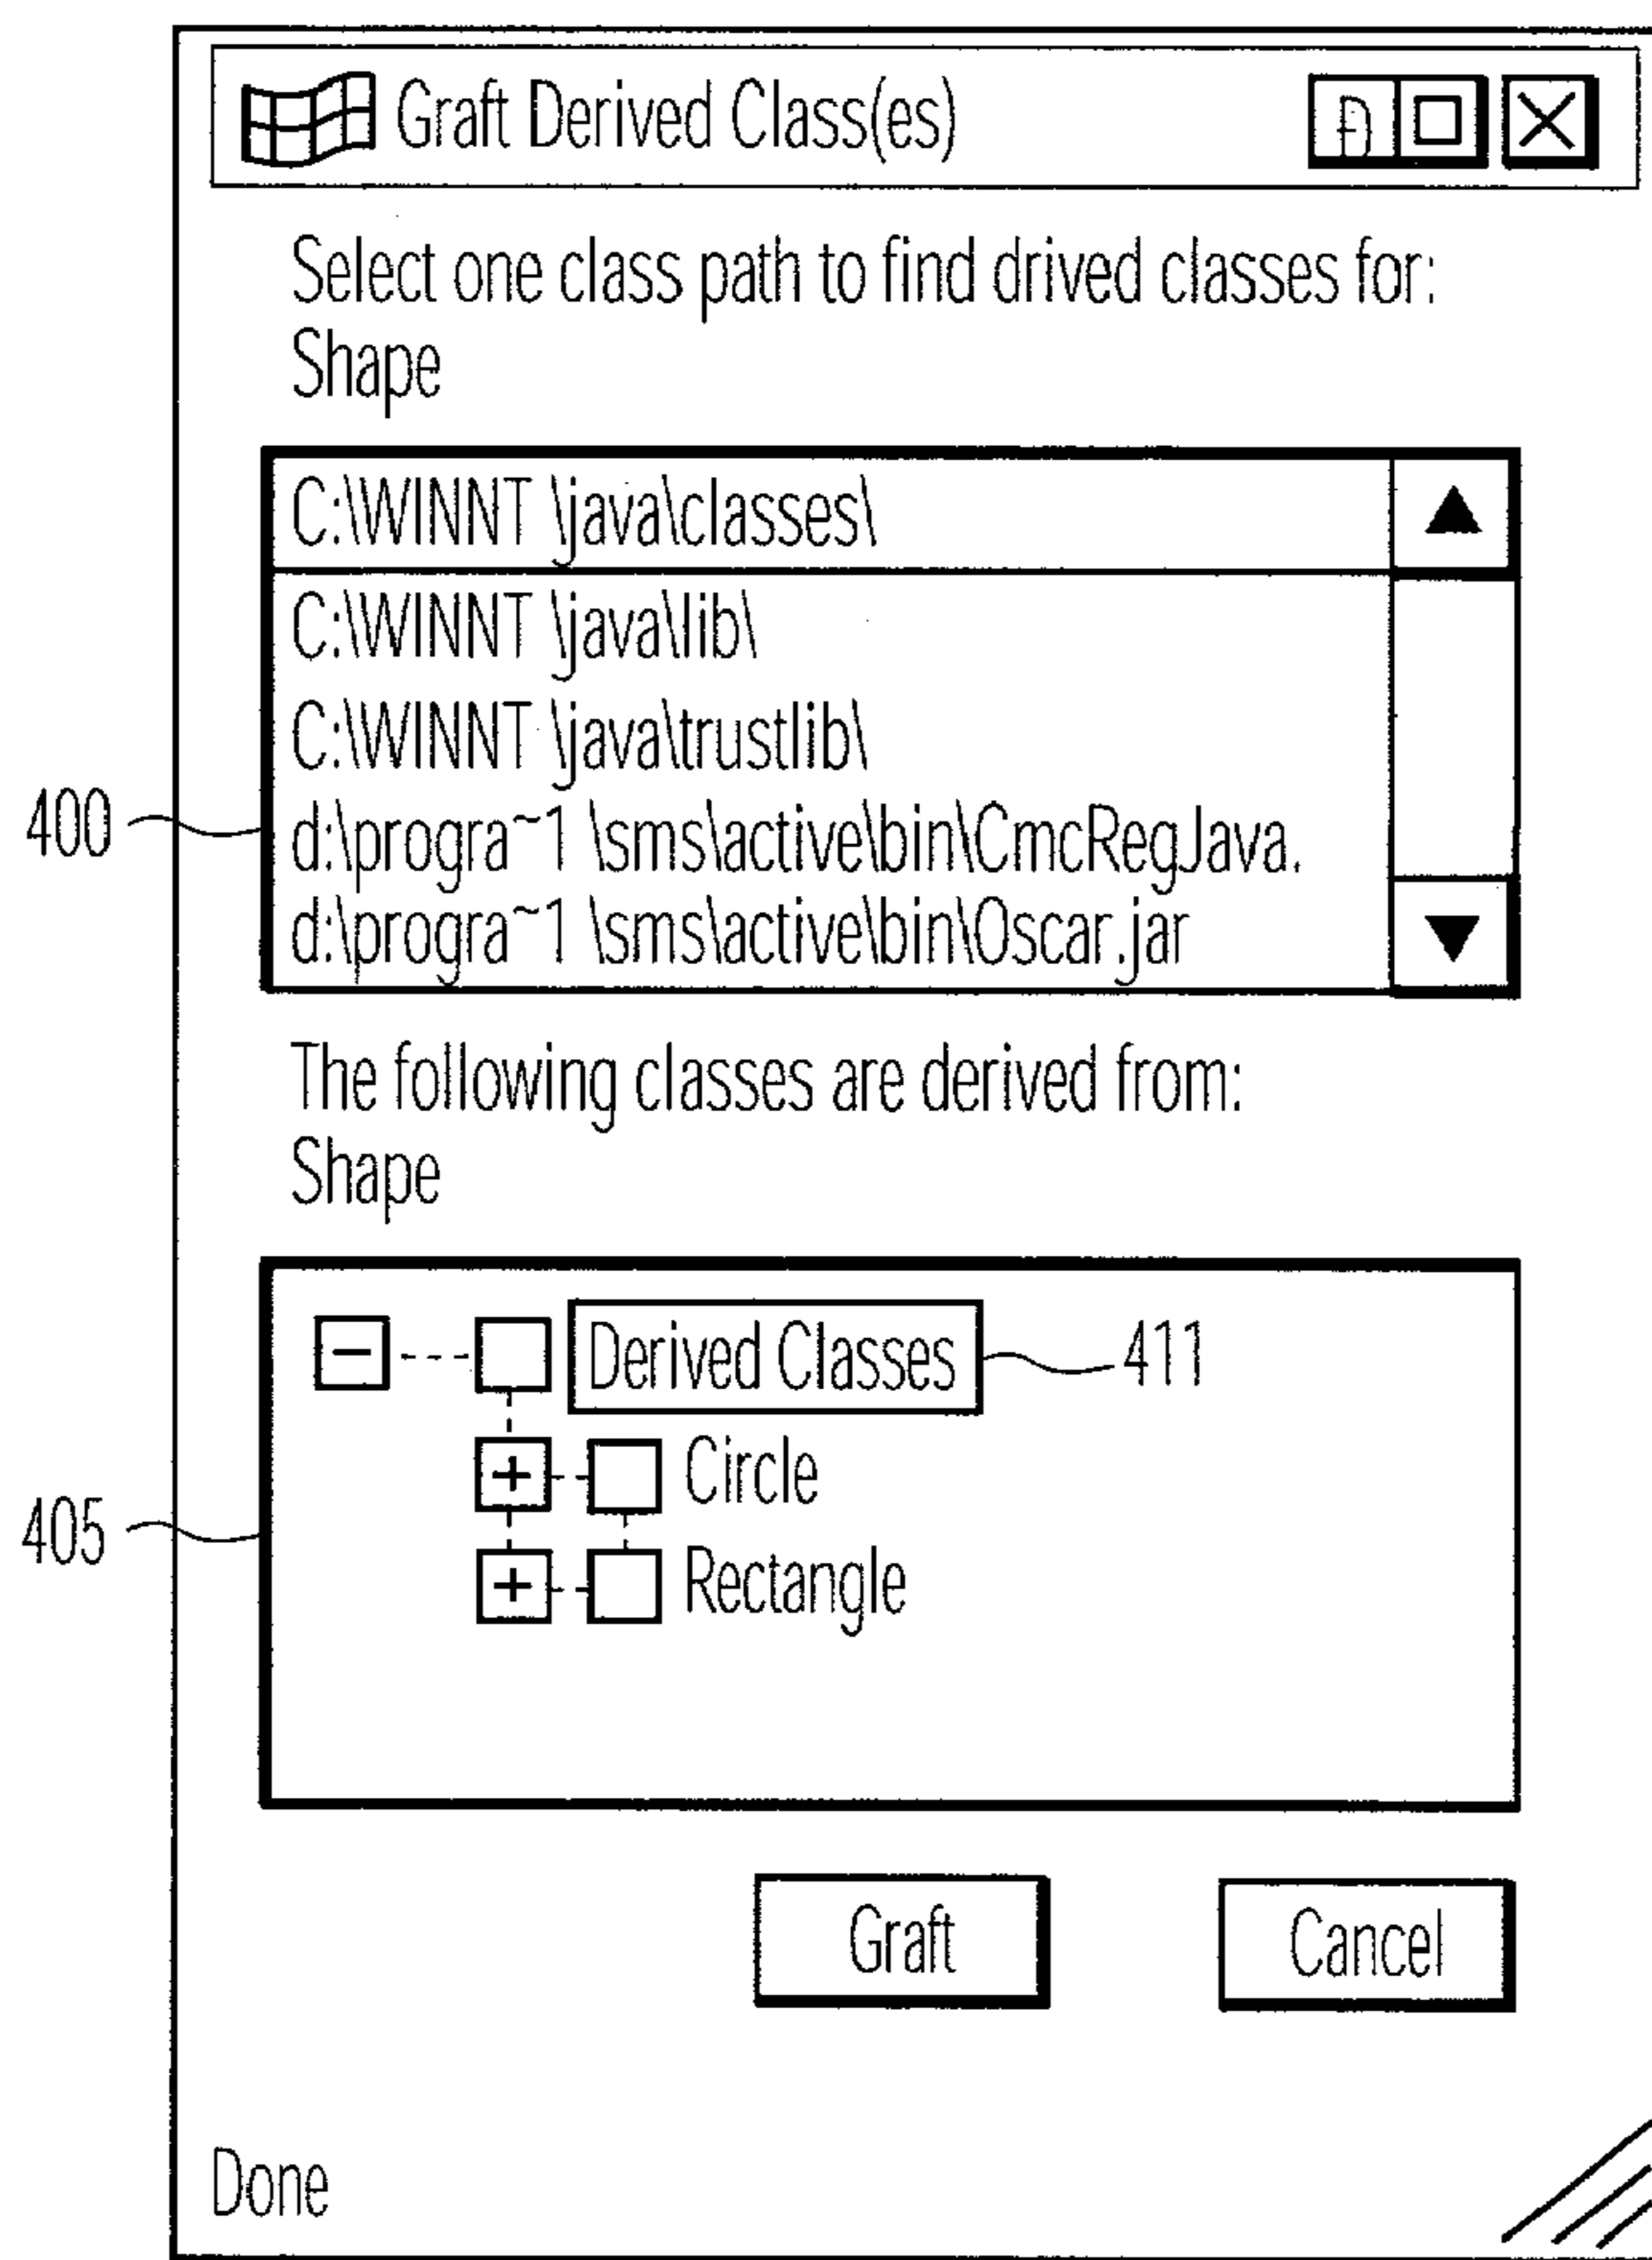 Graft Derived Class(es)
Select one class path to find drived classes for:
Shape
C:\WINNT \java\classes\
C:\WINNT \java\lib\
C:\WINNT \java\trustlib\
400
d:\progra~1 \sms\active\bin\CmcRegJava.
d:\progra~1 \sms\active\bin\Oscar.jar
The following classes are derived from:
Shape
Derived Classes 411
Circle
405
Rectangle
Graft Cancel
Done